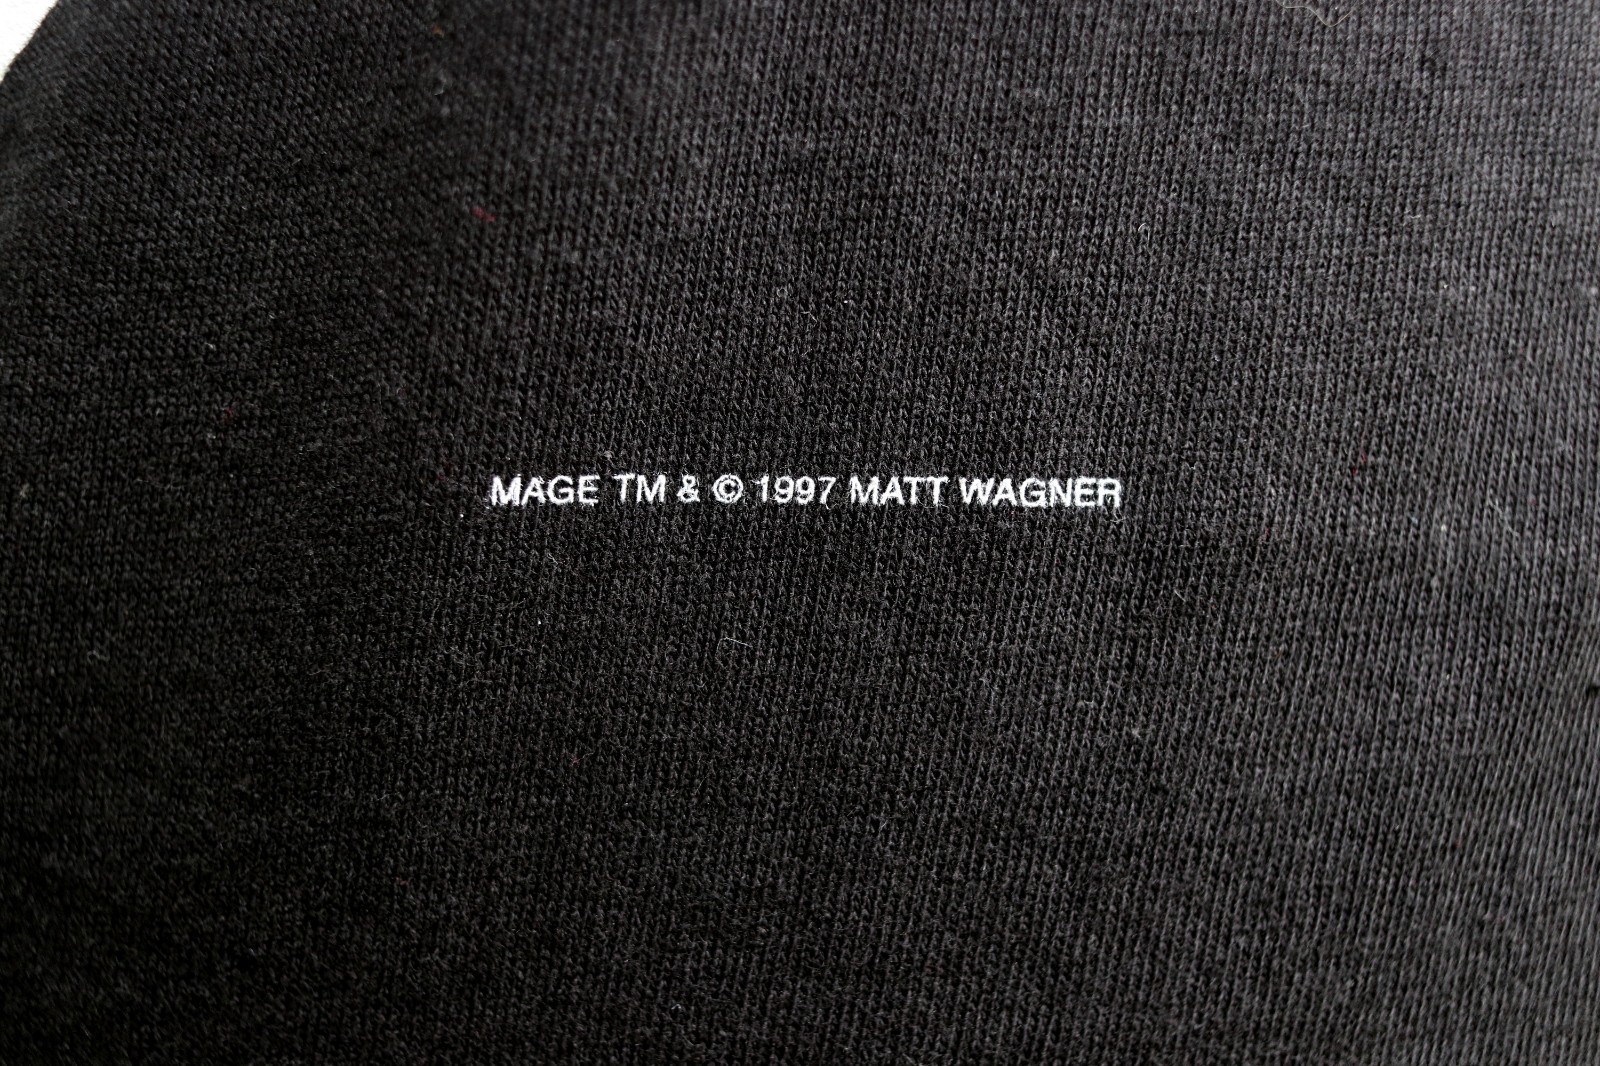 MAGE TM & © 1997 MATT WAGNER